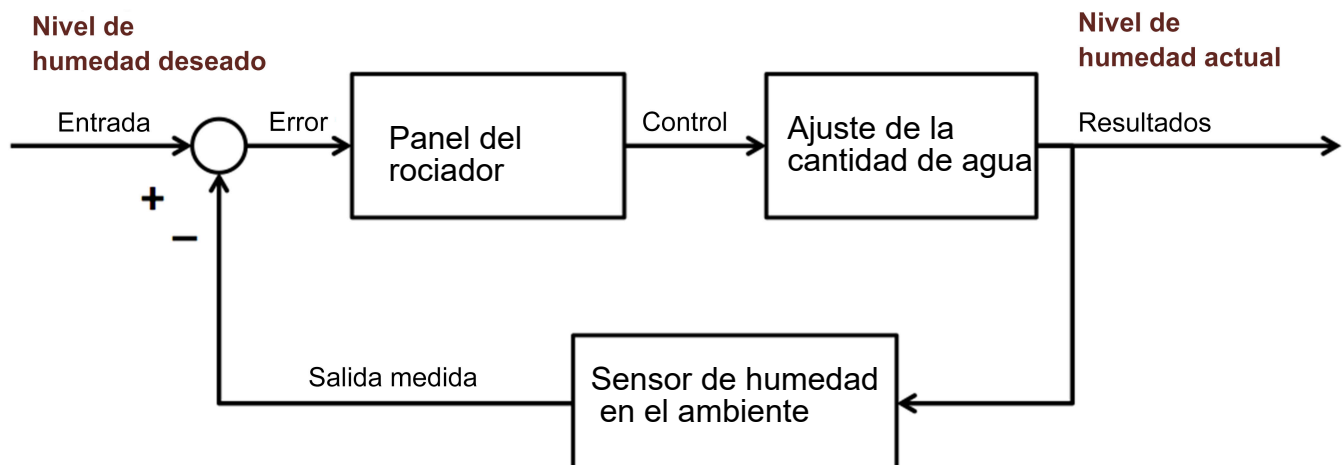 Nivel de
humedad deseado
Nivel de
humedad actual
Entrada
Error
Panel del
rociador
Control
Ajuste de la
cantidad de agua
Resultados
+
−
Salida medida
Sensor de humedad
en el ambiente